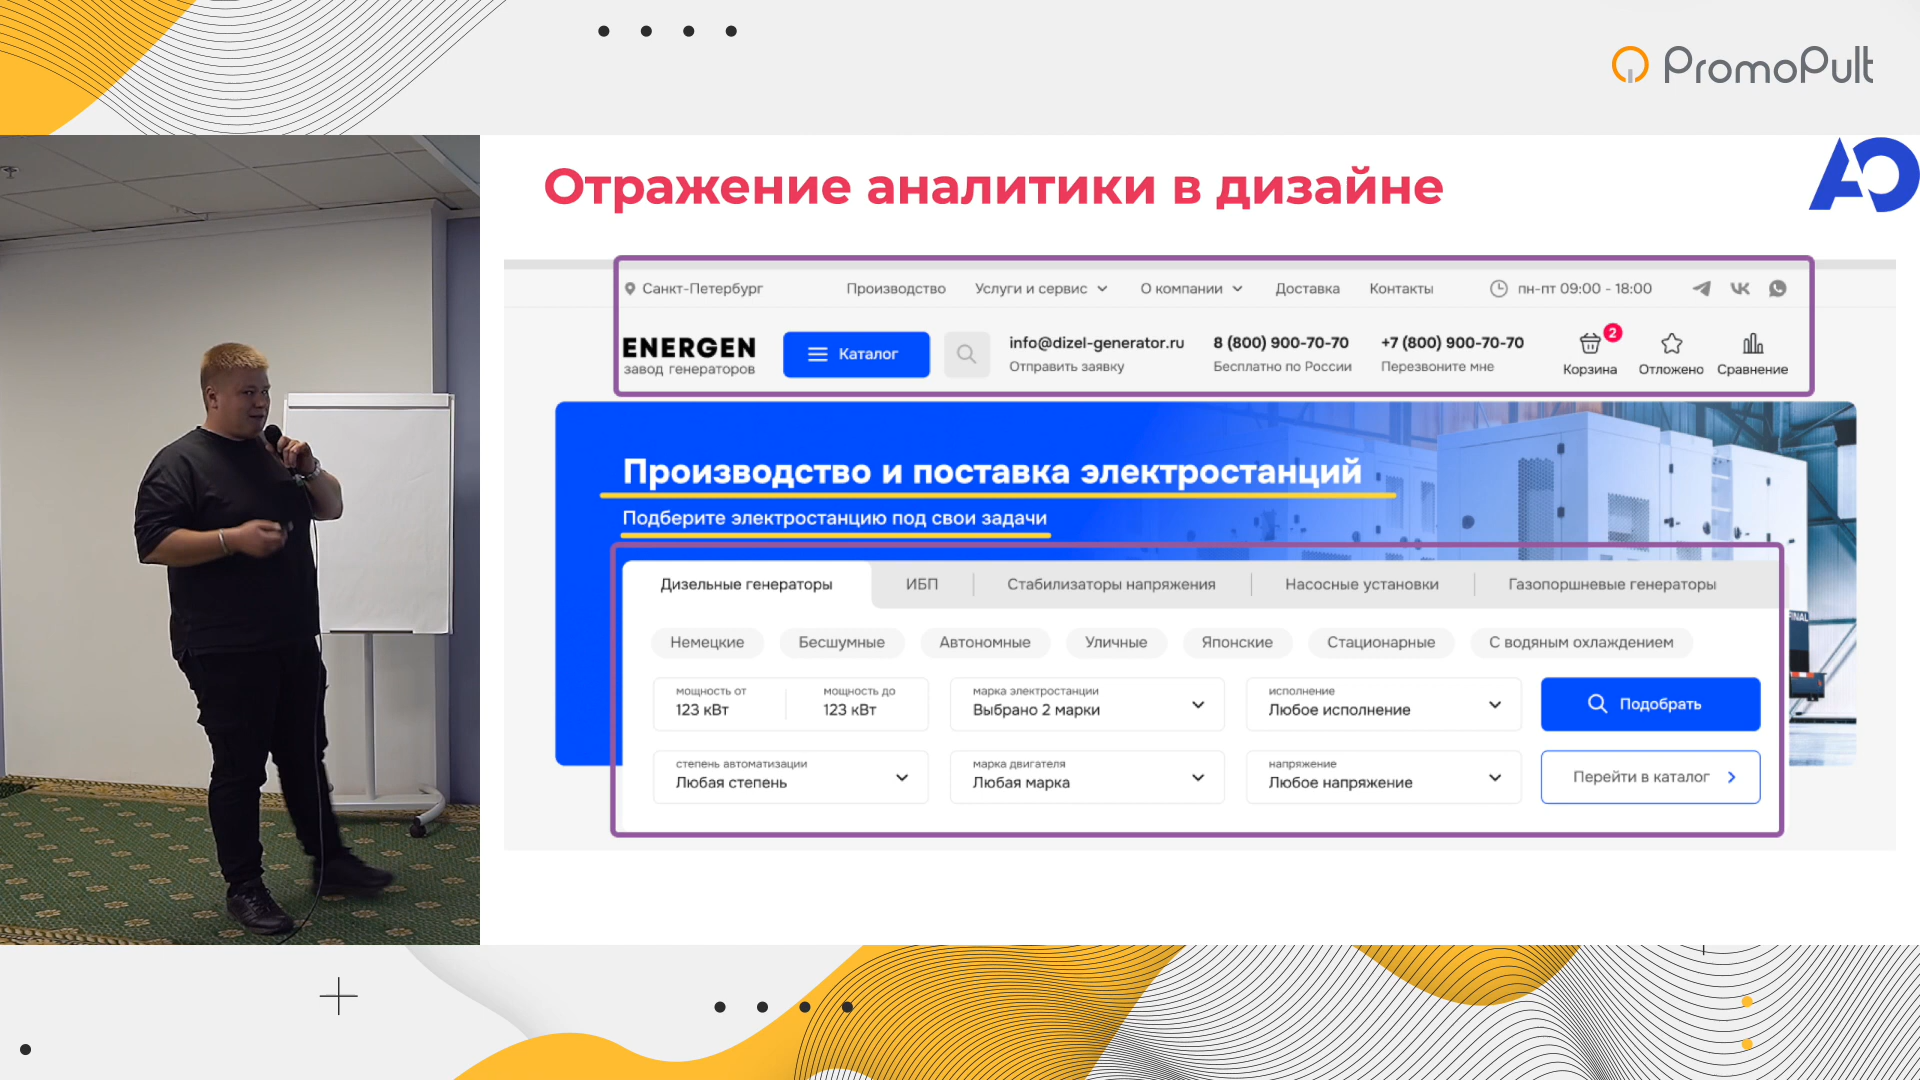 PromoPult
Отражение аналитики в дизайне
АО
Санкт-Петербург Производство Услуги и сервис О компании Доставка Контакты пн-пт 09:00 - 18:00
ENERGEN
завод генераторов
Каталог
info@dizel-generator.ru
Отправить заявку
8 (800) 900-70-70
Бесплатно по России
+7 (800) 900-70-70
Перезвоните мне
2
Корзина Отложено Сравнение
Производство и поставка электростанций
Подберите электростанцию под свои задачи
Дизельные генераторы ИБП Стабилизаторы напряжения Насосные установки Газопоршневые генераторы
Немецкие Бесшумные Автономные Уличные Японские Стационарные С водяным охлаждением
мощность от
123 кВт
мощность до
123 кВт
марка электростанции
Выбрано 2 марки
исполнение
Любое исполнение
Подобрать
степень автоматизации
Любая степень
марка двигателя
Любая марка
напряжение
Любое напряжение
Перейти в каталог